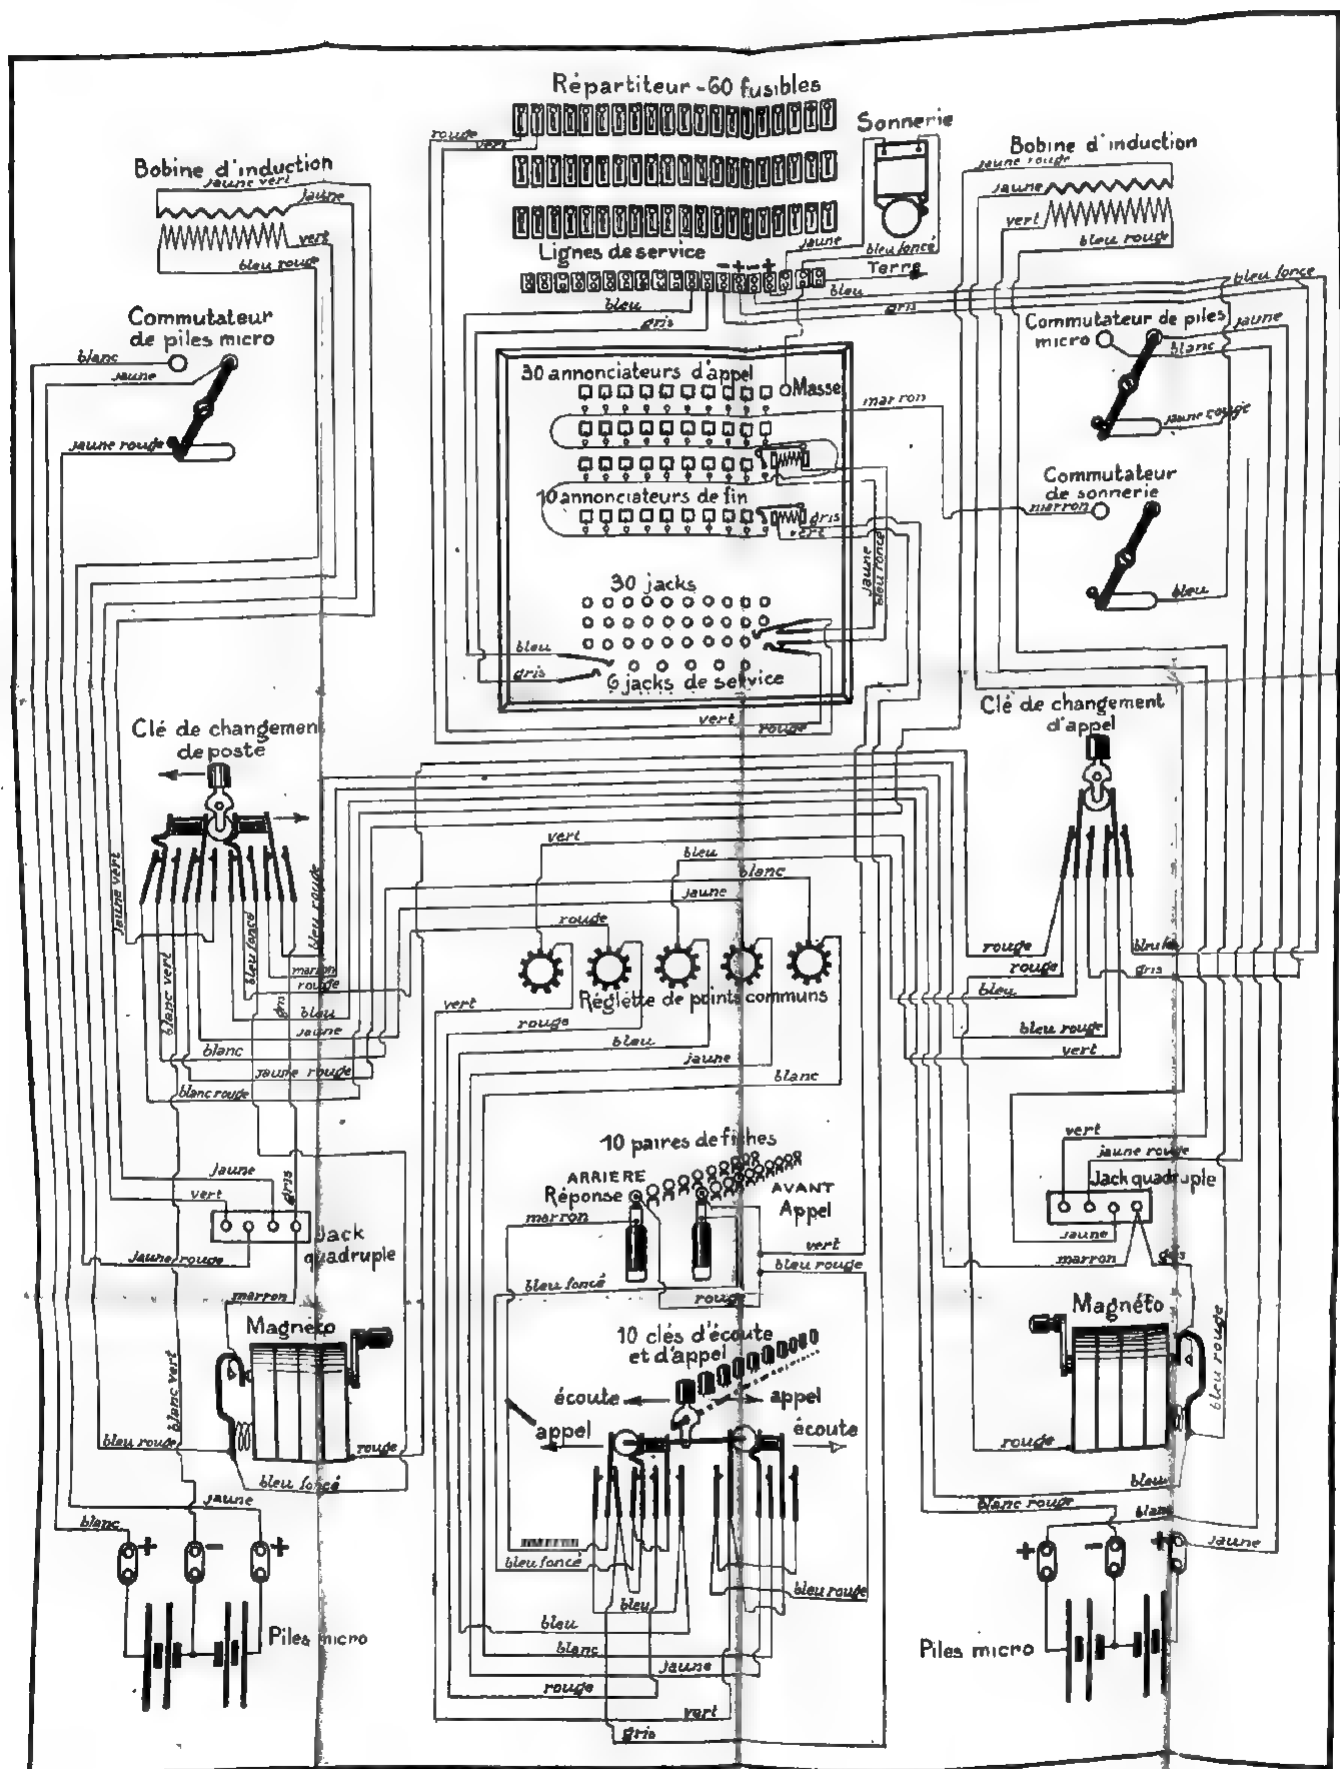 Répartiteur - 60 fusibles
rouge
vert
Sonnerie
Bobine d'induction
jaune vert
jaune
vert
bleu rouge
Bobine d'induction
jaune rouge
jaune
vert
bleu rouge
Lignes de service
- + - +
jaune
bleu foncé
Terre
bleu
gris
bleu
gris
bleu foncé
Commutateur
de piles micro
blanc
jaune
jaune rouge
Commutateur de piles
micro
jaune
blanc
jaune rouge
30 annonciateurs d'appel
Masse
marron
10 annonciateurs de fin
gris
vert
jaune
bleu foncé
Commutateur
de sonnerie
marron
bleu
30 jacks
bleu
gris
6 jacks de service
vert
rouge
Clé de changement
de poste
Clé de changement
d'appel
jaune vert
blanc vert
bleu foncé
bleu rouge
marron
rouge
gris
bleu
jaune
blanc
jaune rouge
blanc rouge
vert
bleu
blanc
jaune
rouge
Réglette de points communs
vert
rouge
bleu
jaune
blanc
rouge
rouge
bleu
gris
bleu rouge
vert
10 paires de fiches
ARRIERE
Réponse
AVANT
Appel
marron
vert
bleu rouge
bleu foncé
rouge
jaune
vert
gris
Jack
quadruple
jaune rouge
marron
Magnéto
blanc vert
bleu rouge
rouge
bleu foncé
vert
jaune rouge
Jack quadruple
jaune
marron
gris
Magnéto
bleu rouge
rouge
bleu
blanc rouge
blanc
jaune
10 clés d'écoute
et d'appel
écoute
appel
appel
écoute
bleu foncé
bleu
bleu rouge
bleu
blanc
jaune
rouge
vert
gris
jaune
blanc
+ - +
Piles micro
+ - +
Piles micro